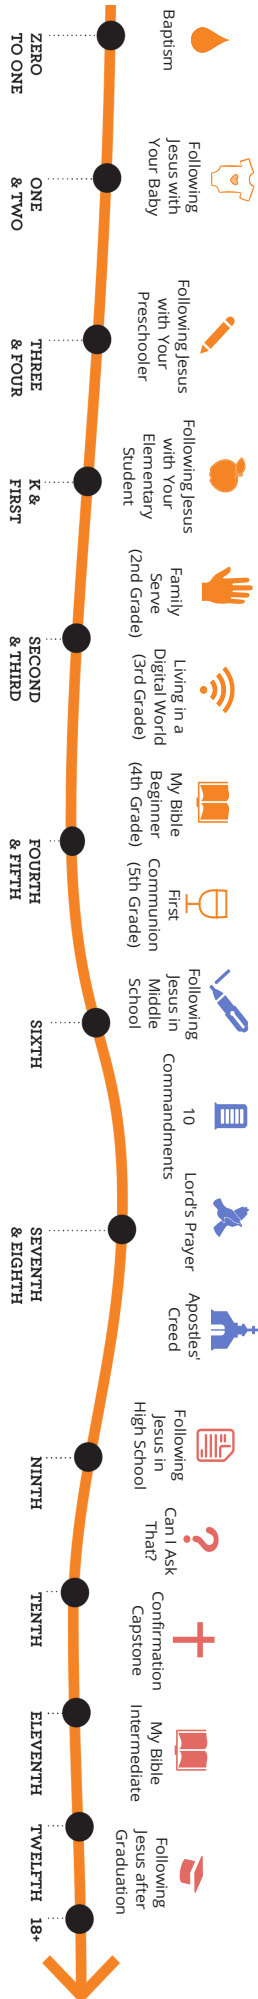 Baptism
Following
Jesus with
Your Baby
Following Jesus
with Your
Preschooler
Following Jesus
with Your
Elementary
Student
Family
Serve
(2nd Grade)
Living in a
Digital World
(3rd Grade)
My Bible
Beginner
(4th Grade)
First
Communion
(5th Grade)
Following
Jesus in
Middle
School
10
Commandments
Lord's Prayer
Apostles'
Creed
Following
Jesus in
High School
Can I Ask
That?
Confirmation
Capstone
My Bible
Intermediate
Following
Jesus after
Graduation
ZERO
TO ONE
ONE
& TWO
THREE
& FOUR
K &
FIRST
SECOND
& THIRD
FOURTH
& FIFTH
SIXTH
SEVENTH
& EIGHTH
NINTH
TENTH
ELEVENTH
TWELFTH
18+